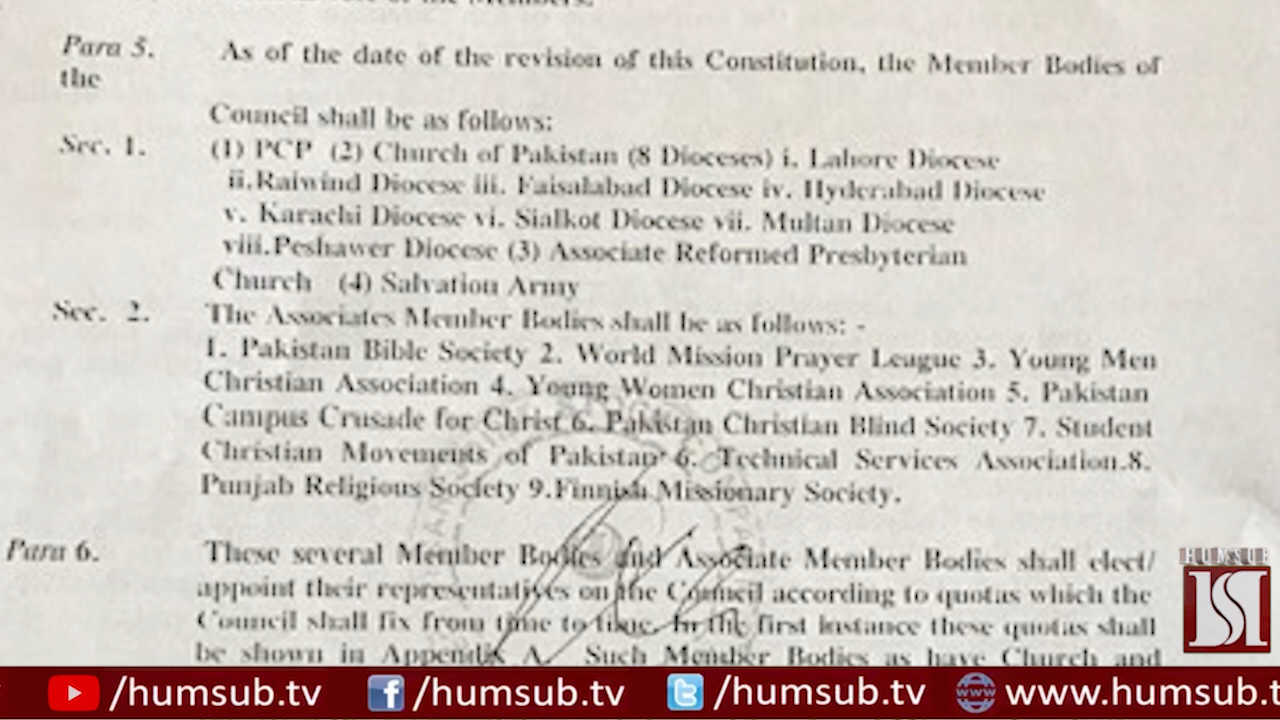 Members.
Para 5. As of the date of the revision of this Constitution, the Member Bodies of
the
Council shall be as follows:
Sec. 1. (1) PCP (2) Church of Pakistan (8 Dioceses) i. Lahore Diocese
ii.Raiwind Diocese iii. Faisalabad Diocese iv. Hyderabad Diocese
v. Karachi Diocese vi. Sialkot Diocese vii. Multan Diocese
viii.Peshawer Diocese (3) Associate Reformed Presbyterian
Church (4) Salvation Army
Sec. 2. The Associates Member Bodies shall be as follows: -
1. Pakistan Bible Society 2. World Mission Prayer League 3. Young Men
Christian Association 4. Young Women Christian Association 5. Pakistan
Campus Crusade for Christ 6. Pakistan Christian Blind Society 7. Student
Christian Movements of Pakistan 6. Technical Services Association.8.
Punjab Religious Society 9.Finnish Missionary Society.
Para 6. These several Member Bodies and Associate Member Bodies shall elect/
appoint their representatives on the Council according to quotas which the
Council shall fix from time to time. In the first instance these quotas shall
be shown in Appendix A. Such Member Bodies as have Church and
HUMSUB
/humsub.tv /humsub.tv /humsub.tv www.humsub.t